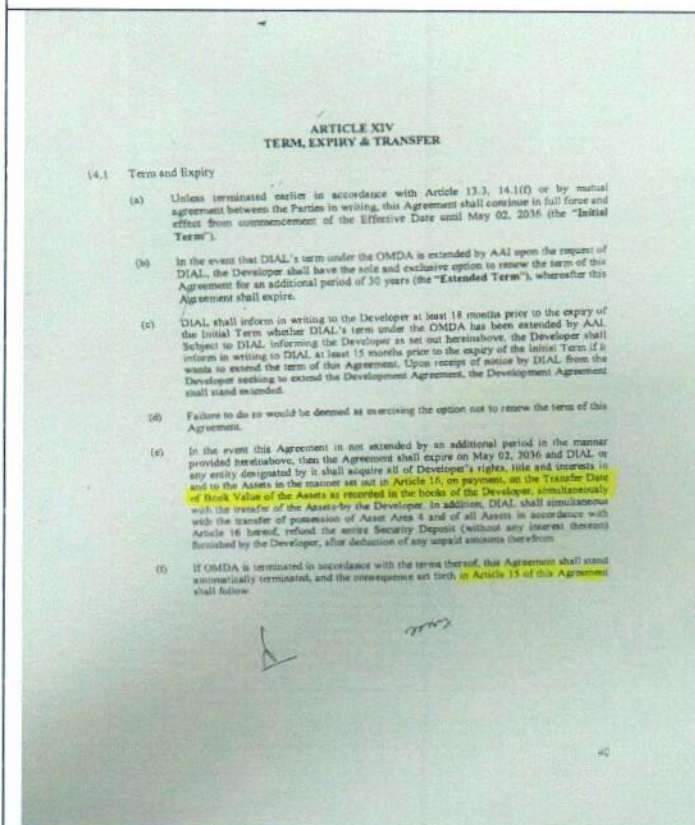 ARTICLE XIV
TERM, EXPIRY & TRANSFER
14.1 Term and Expiry
(a) Unless terminated earlier in accordance with Article 13.3, 14.1(f) or by mutual
agreement between the Parties in writing, this Agreement shall continue in full force and
effect from commencement of the Effective Date until May 02, 2036 (the "Initial
Term").
(b) In the event that DIAL's term under the OMDA is extended by AAI upon the request of
DIAL, the Developer shall have the sole and exclusive option to renew the term of this
Agreement for an additional period of 30 years (the "Extended Term"), whereafter this
Agreement shall expire.
(c) DIAL shall inform in writing to the Developer at least 18 months prior to the expiry of
the Initial Term whether DIAL's term under the OMDA has been extended by AAI.
Subject to DIAL informing the Developer as set out hereinabove, the Developer shall
inform in writing to DIAL at least 15 months prior to the expiry of the Initial Term if it
wants to extend the term of this Agreement. Upon receipt of notice by DIAL from the
Developer seeking to extend the Development Agreement, the Development Agreement
shall stand extended.
(d) Failure to do so would be deemed as exercising the option not to renew the term of this
Agreement.
(e) In the event this Agreement in not extended by an additional period in the manner
provided hereinabove, then the Agreement shall expire on May 02, 2036 and DIAL or
any entity designated by it shall acquire all of Developer's rights, title and interests in
and to the Assets in the manner set out in Article 16, on payment, on the Transfer Date
of Book Value of the Assets as recorded in the books of the Developer, simultaneously
with the transfer of the Assets by the Developer. In addition, DIAL shall simultaneous
with the transfer of possession of Asset Area 4 and of all Assets in accordance with
Article 16 hereof, refund the entire Security Deposit (without any interest thereon)
furnished by the Developer, after deduction of any unpaid amounts therefrom
(f) If OMDA is terminated in accordance with the terms thereof, this Agreement shall stand
automatically terminated, and the consequence set forth in Article 15 of this Agreement
shall follow